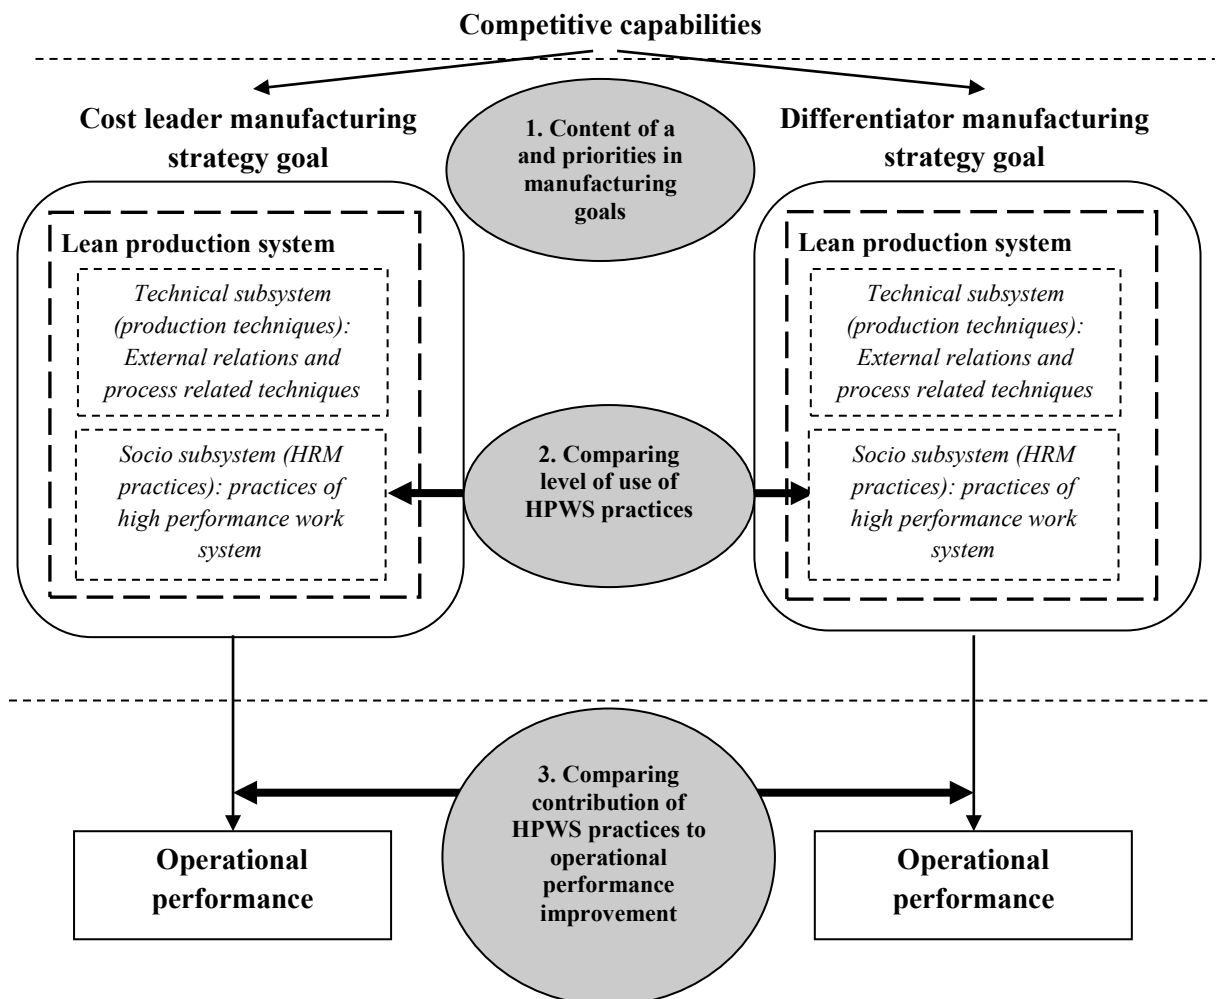 Competitive capabilities
Cost leader manufacturing
strategy goal
1. Content of a
and priorities in
manufacturing
goals
Differentiator manufacturing
strategy goal
Lean production system
Technical subsystem
(production techniques):
External relations and
process related techniques
Socio subsystem (HRM
practices): practices of
high performance work
system
2. Comparing
level of use of
HPWS practices
Lean production system
Technical subsystem
(production techniques):
External relations and
process related techniques
Socio subsystem (HRM
practices): practices of
high performance work
system
3. Comparing
contribution of
HPWS practices to
operational
performance
improvement
Operational
performance
Operational
performance